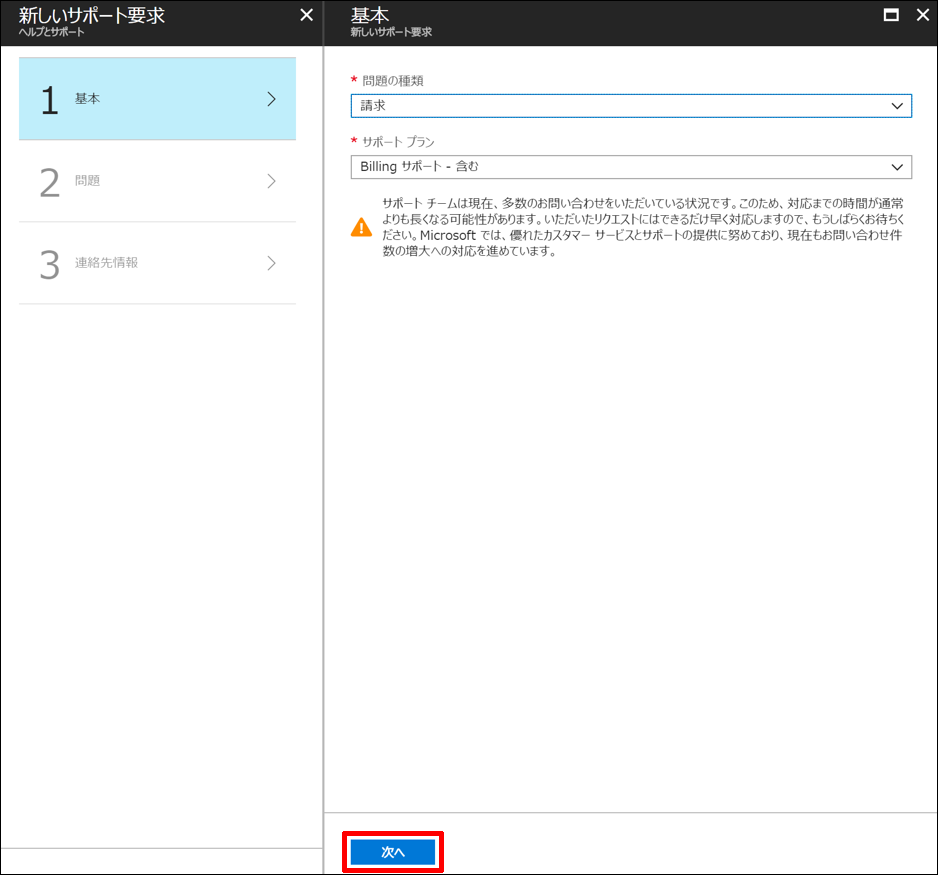 新しいサポート要求
ヘルプとサポート
1 基本
2 問題
3 連絡先情報
基本
新しいサポート要求
* 問題の種類
請求
* サポート プラン
Billing サポート - 含む
サポート チームは現在、多数のお問い合わせをいただいている状況です。このため、対応までの時間が通常
よりも長くなる可能性があります。いただいたリクエストにはできるだけ早く対応しますので、もうしばらくお待ちく
ださい。Microsoft では、優れたカスタマー サービスとサポートの提供に努めており、現在もお問い合わせ件
数の増大への対応を進めています。
次へ